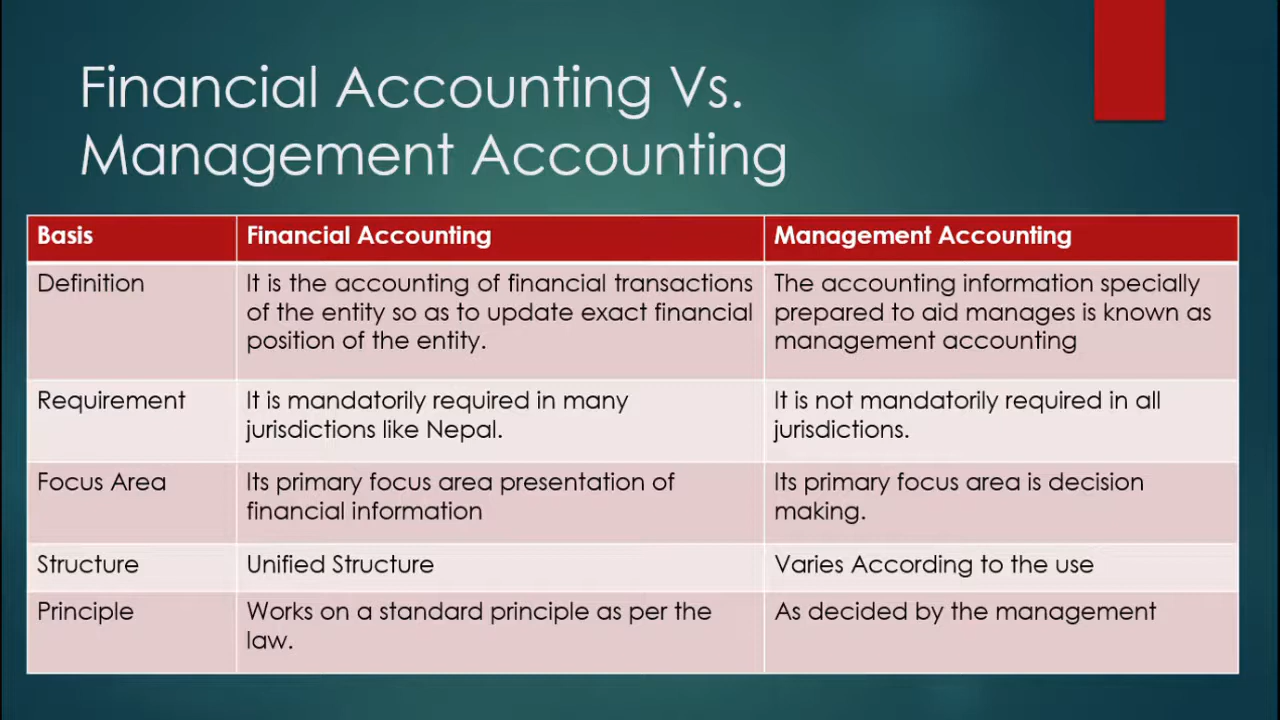 Financial Accounting Vs.
Management Accounting
Basis
Financial Accounting
Management Accounting
Definition
It is the accounting of financial transactions
of the entity so as to update exact financial
position of the entity.
The accounting information specially
prepared to aid manages is known as
management accounting
Requirement
It is mandatorily required in many
jurisdictions like Nepal.
It is not mandatorily required in all
jurisdictions.
Focus Area
Its primary focus area presentation of
financial information
Its primary focus area is decision
making.
Structure
Unified Structure
Varies According to the use
Principle
Works on a standard principle as per the
law.
As decided by the management